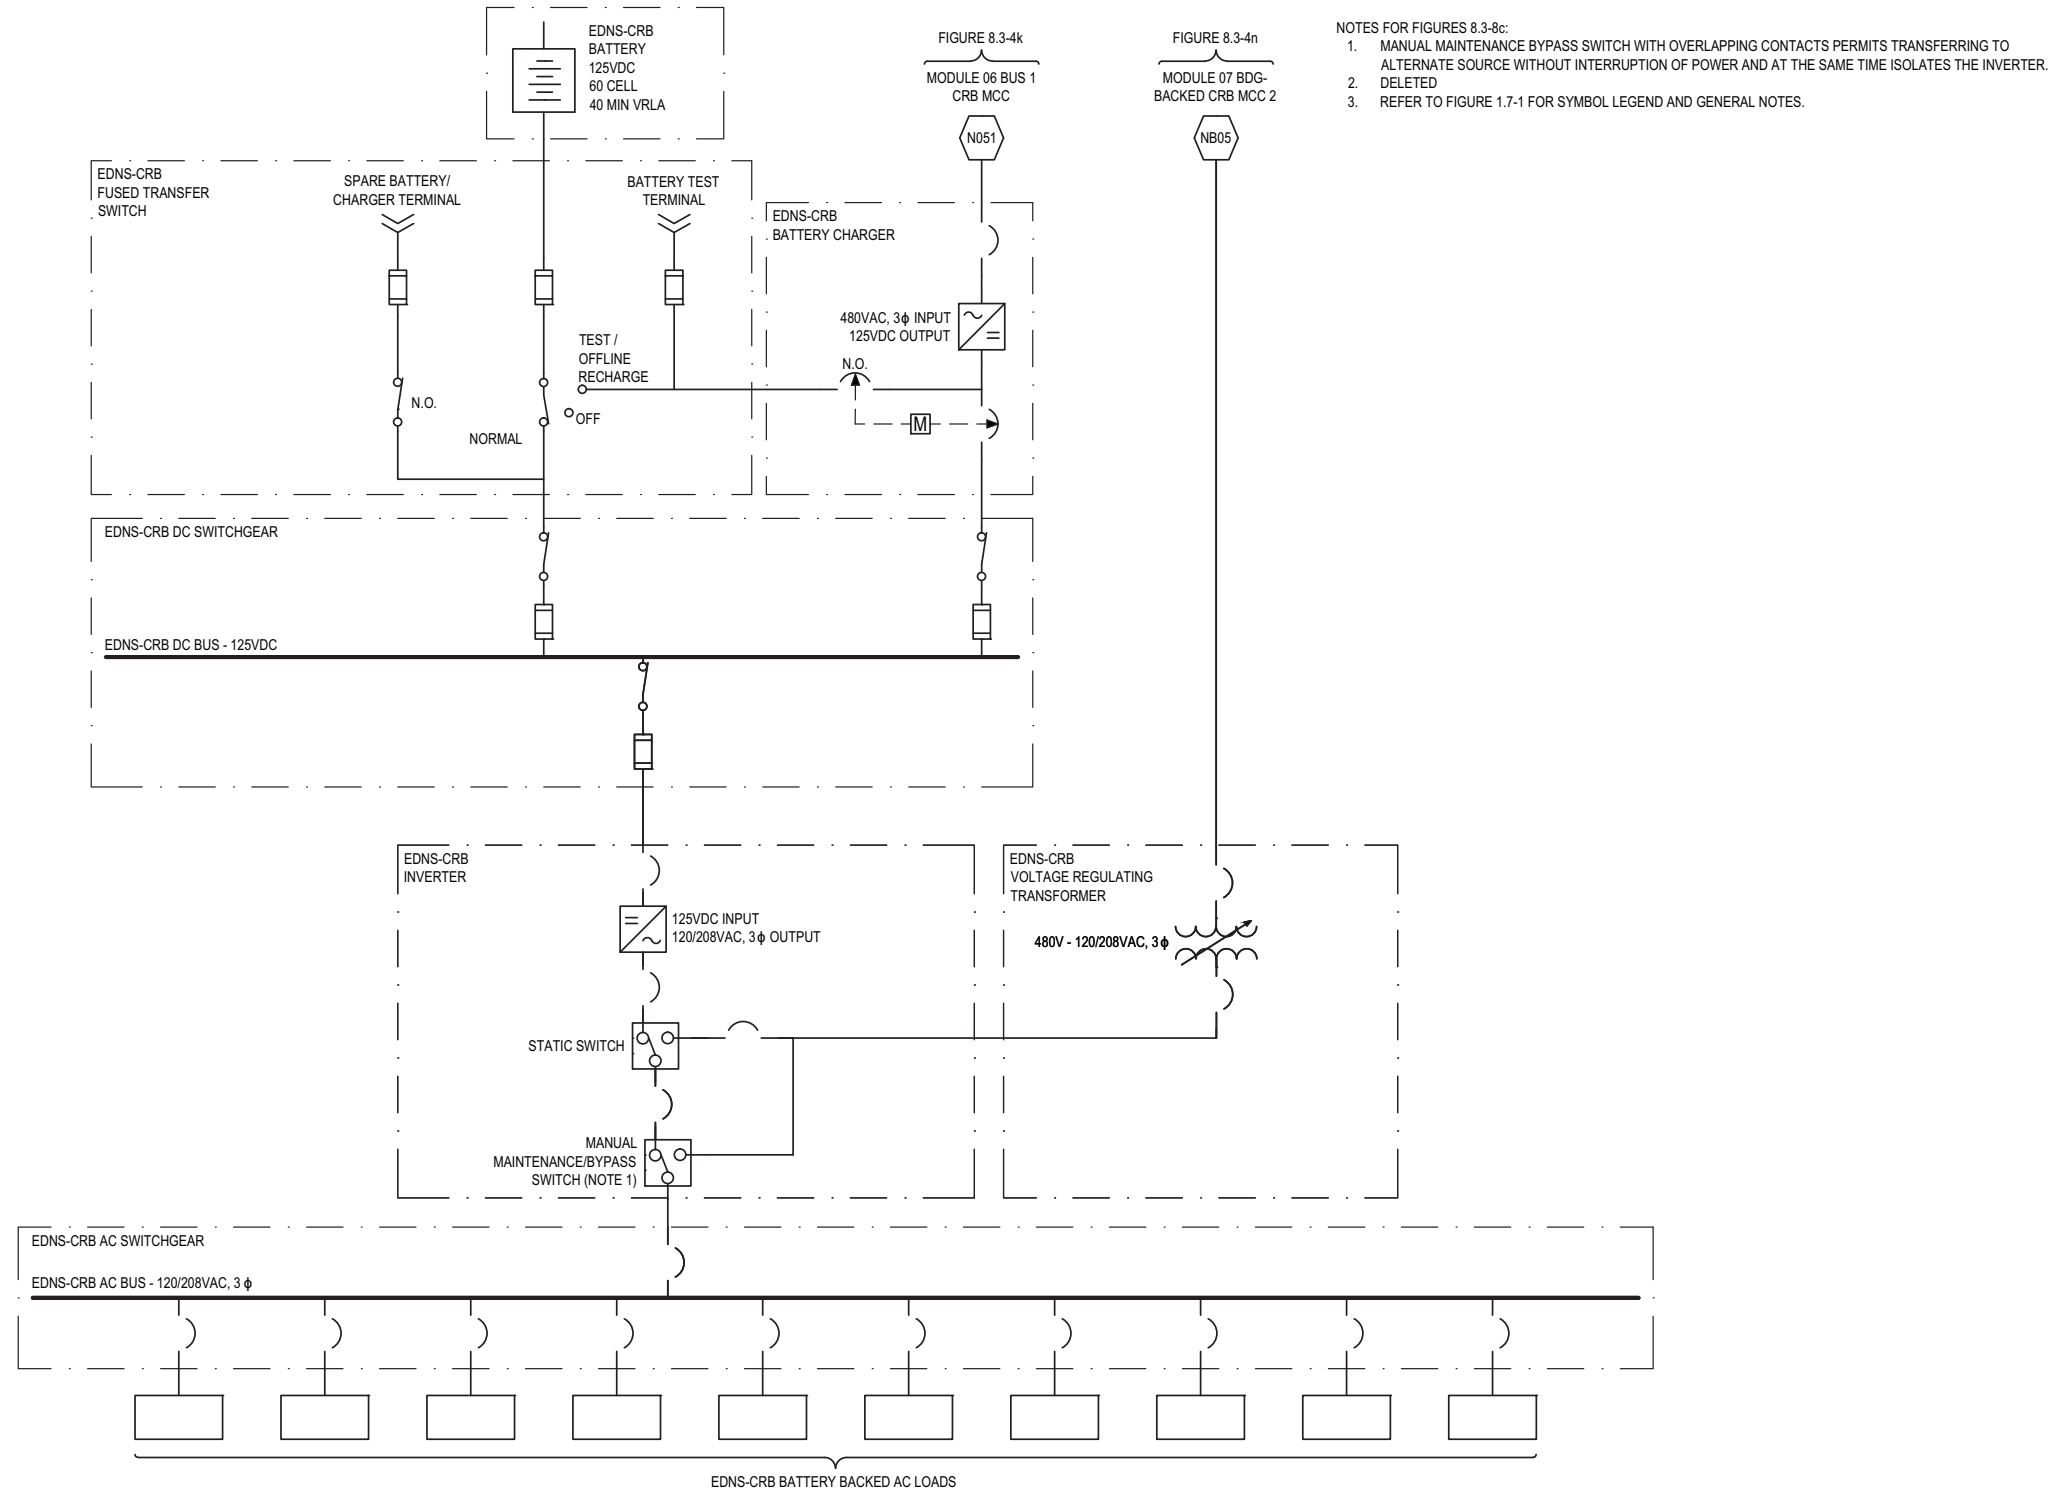 EDNS-CRB
BATTERY
125VDC
60 CELL
40 MIN VRLA
FIGURE 8.3-4k
MODULE 06 BUS 1
CRB MCC
N051
FIGURE 8.3-4n
MODULE 07 BDG-
BACKED CRB MCC 2
NB05
NOTES FOR FIGURES 8.3-8c:
1. MANUAL MAINTENANCE BYPASS SWITCH WITH OVERLAPPING CONTACTS PERMITS TRANSFERRING TO
ALTERNATE SOURCE WITHOUT INTERRUPTION OF POWER AND AT THE SAME TIME ISOLATES THE INVERTER.
2. DELETED
3. REFER TO FIGURE 1.7-1 FOR SYMBOL LEGEND AND GENERAL NOTES.
EDNS-CRB
FUSED TRANSFER
SWITCH
SPARE BATTERY/
CHARGER TERMINAL
BATTERY TEST
TERMINAL
EDNS-CRB
BATTERY CHARGER
480VAC, 3ϕ INPUT
125VDC OUTPUT
TEST /
OFFLINE
RECHARGE
N.O.
N.O.
OFF
NORMAL
M
EDNS-CRB DC SWITCHGEAR
EDNS-CRB DC BUS - 125VDC
EDNS-CRB
INVERTER
125VDC INPUT
120/208VAC, 3ϕ OUTPUT
EDNS-CRB
VOLTAGE REGULATING
TRANSFORMER
480V - 120/208VAC, 3ϕ
STATIC SWITCH
MANUAL
MAINTENANCE/BYPASS
SWITCH (NOTE 1)
EDNS-CRB AC SWITCHGEAR
EDNS-CRB AC BUS - 120/208VAC, 3 ϕ
EDNS-CRB BATTERY BACKED AC LOADS